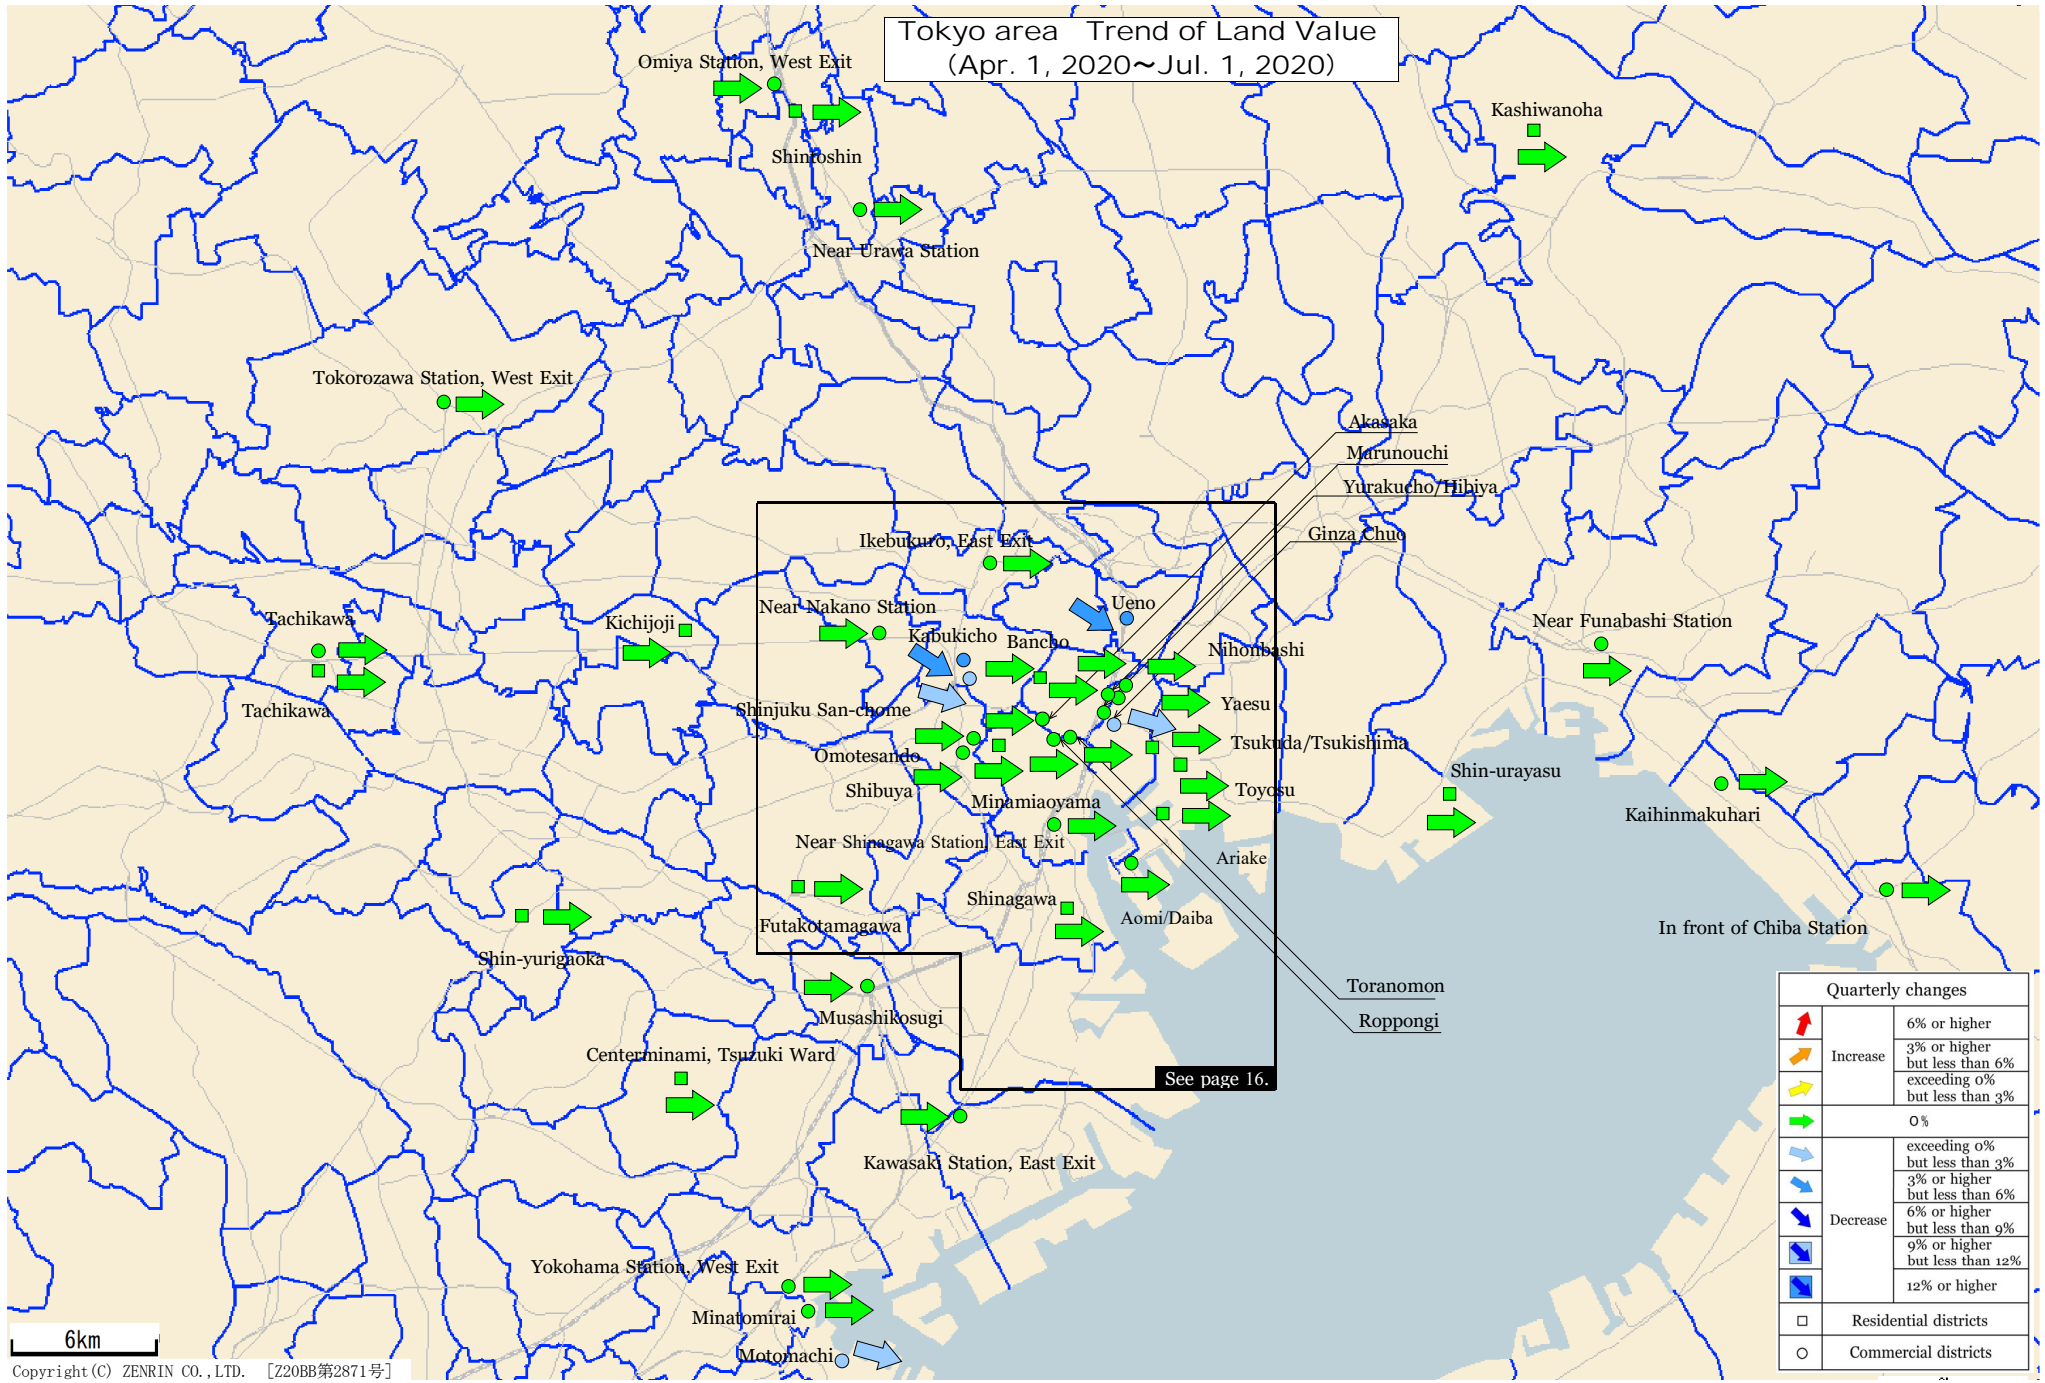 Tokyo area Trend of Land Value
(Apr. 1, 2020～Jul. 1, 2020)
Omiya Station, West Exit
Shintoshin
Kashiwanoha
Near Urawa Station
Tokorozawa Station, West Exit
Akasaka
Marunouchi
Yurakucho/Hibiya
Ginza Chuo
Ikebukuro, East Exit
Near Nakano Station
Ueno
Tachikawa
Kichijoji
Kabukicho
Bancho
Nihonbashi
Near Funabashi Station
Tachikawa
Shinjuku San-chome
Yaesu
Tsukuda/Tsukishima
Omotesando
Shibuya
Minamiaoyama
Toyosu
Shin-urayasu
Kaihinmakuhari
Near Shinagawa Station, East Exit
Ariake
Shinagawa
Aomi/Daiba
Futakotamagawa
In front of Chiba Station
Shin-yurigaoka
Toranomon
Roppongi
Musashikosugi
Centerminami, Tsuzuki Ward
See page 16.
Kawasaki Station, East Exit
Yokohama Station, West Exit
Minatomirai
Motomachi
Quarterly changes
Increase
6% or higher
3% or higher
but less than 6%
exceeding 0%
but less than 3%
0%
Decrease
exceeding 0%
but less than 3%
3% or higher
but less than 6%
6% or higher
but less than 9%
9% or higher
but less than 12%
12% or higher
Residential districts
Commercial districts
6km
Copyright(C) ZENRIN CO.,LTD. [Z20BB第2871号]